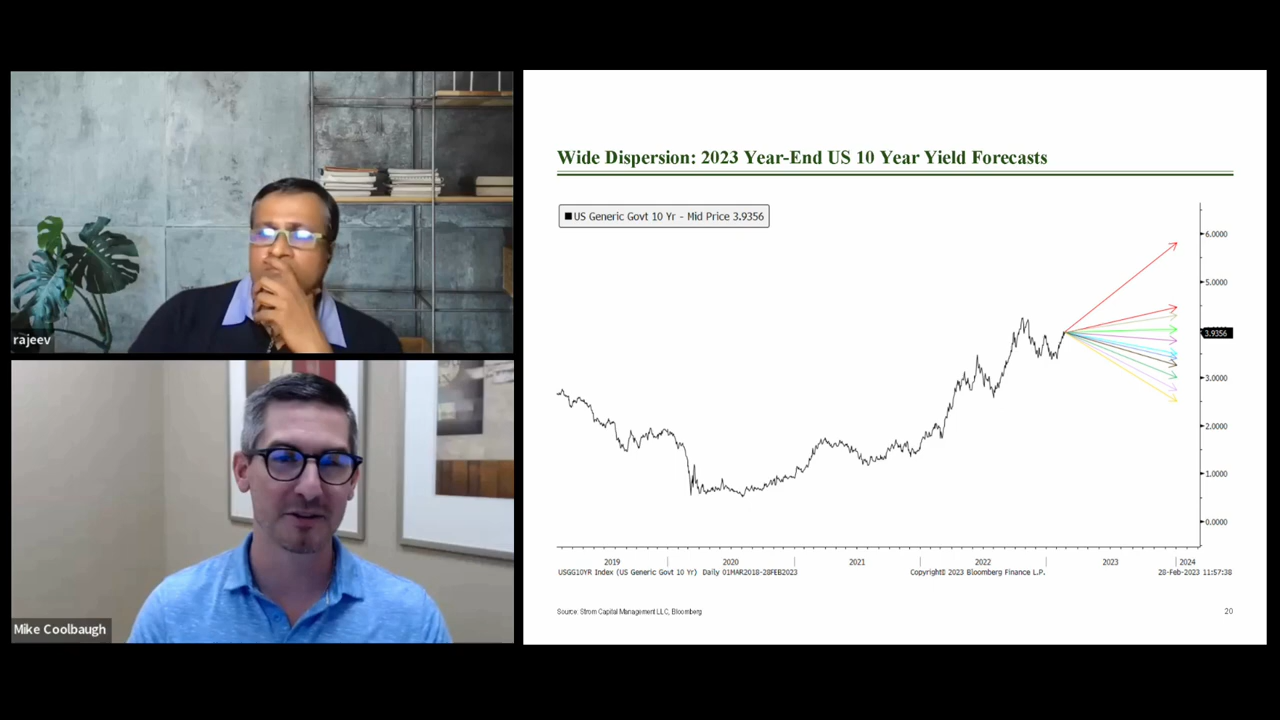 rajeev
Mike Coolbaugh
Wide Dispersion: 2023 Year-End US 10 Year Yield Forecasts
US Generic Govt 10 Yr - Mid Price 3.9356
6.0000
5.0000
3.9356
3.0000
2.0000
1.0000
0.0000
2019 2020 2021 2022 2023 2024
USGG10YR Index (US Generic Govt 10 Yr) Daily 01MAR2018-28FEB2023 Copyright© 2023 Bloomberg Finance L.P. 28-Feb-2023 11:57:38
Source: Strom Capital Management LLC, Bloomberg 20